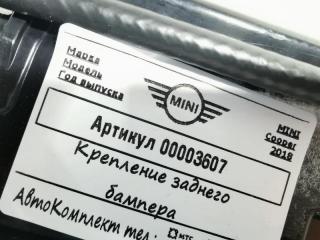 Марка
Модель
Год выпуска
MINI
MINI
Cooper
2018
Артикул 00003607
Крепление заднего
бампера
АвтоКомплект тел.: